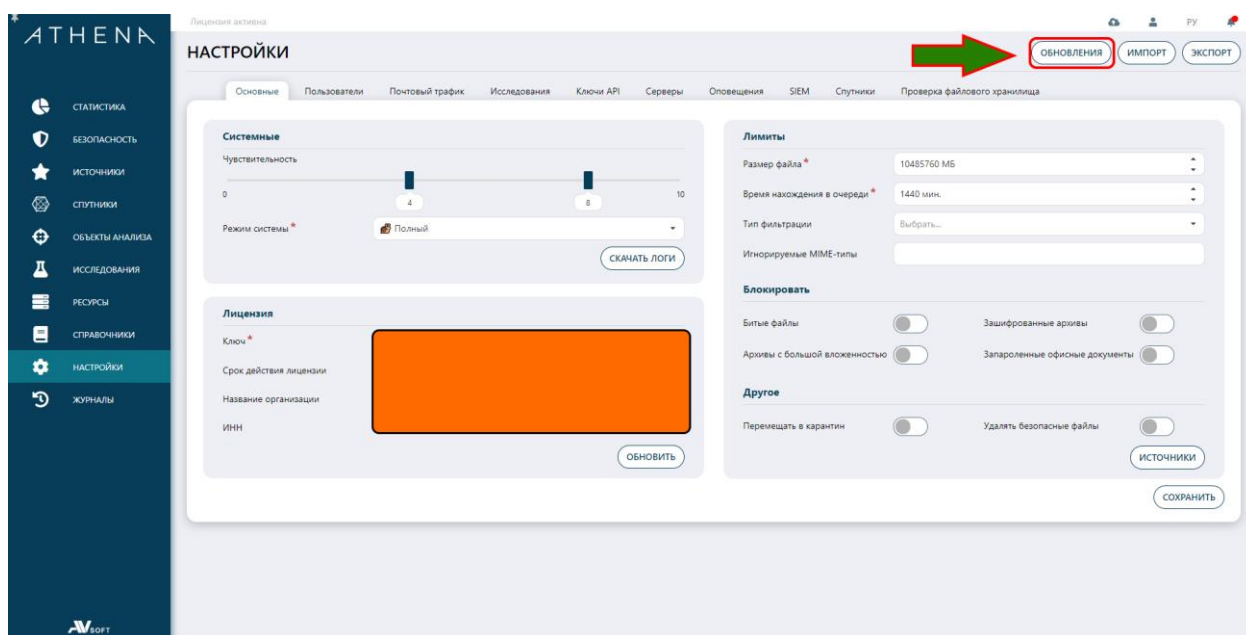 ATHENA
Лицензия активна
РУ
НАСТРОЙКИ
ОБНОВЛЕНИЯ
ИМПОРТ
ЭКСПОРТ
СТАТИСТИКА
БЕЗОПАСНОСТЬ
ИСТОЧНИКИ
СПУТНИКИ
ОБЪЕКТЫ АНАЛИЗА
ИССЛЕДОВАНИЯ
РЕСУРСЫ
СПРАВОЧНИКИ
НАСТРОЙКИ
ЖУРНАЛЫ
AVSOFT
Основные Пользователи Почтовый трафик Исследования Ключи API Серверы Оповещения SIEM Спутники Проверка файлового хранилища
Системные
Чувствительность
0 10
4 8
Режим системы * Полный
СКАЧАТЬ ЛОГИ
Лицензия
Ключ *
Срок действия лицензии
Название организации
ИНН
ОБНОВИТЬ
Лимиты
Размер файла * 10485760 МБ
Время нахождения в очереди * 1440 мин.
Тип фильтрации Выбрать...
Игнорируемые MIME-типы
Блокировать
Битые файлы Зашифрованные архивы
Архивы с большой вложенностью Запароленные офисные документы
Другое
Перемещать в карантин Удалять безопасные файлы
ИСТОЧНИКИ
СОХРАНИТЬ